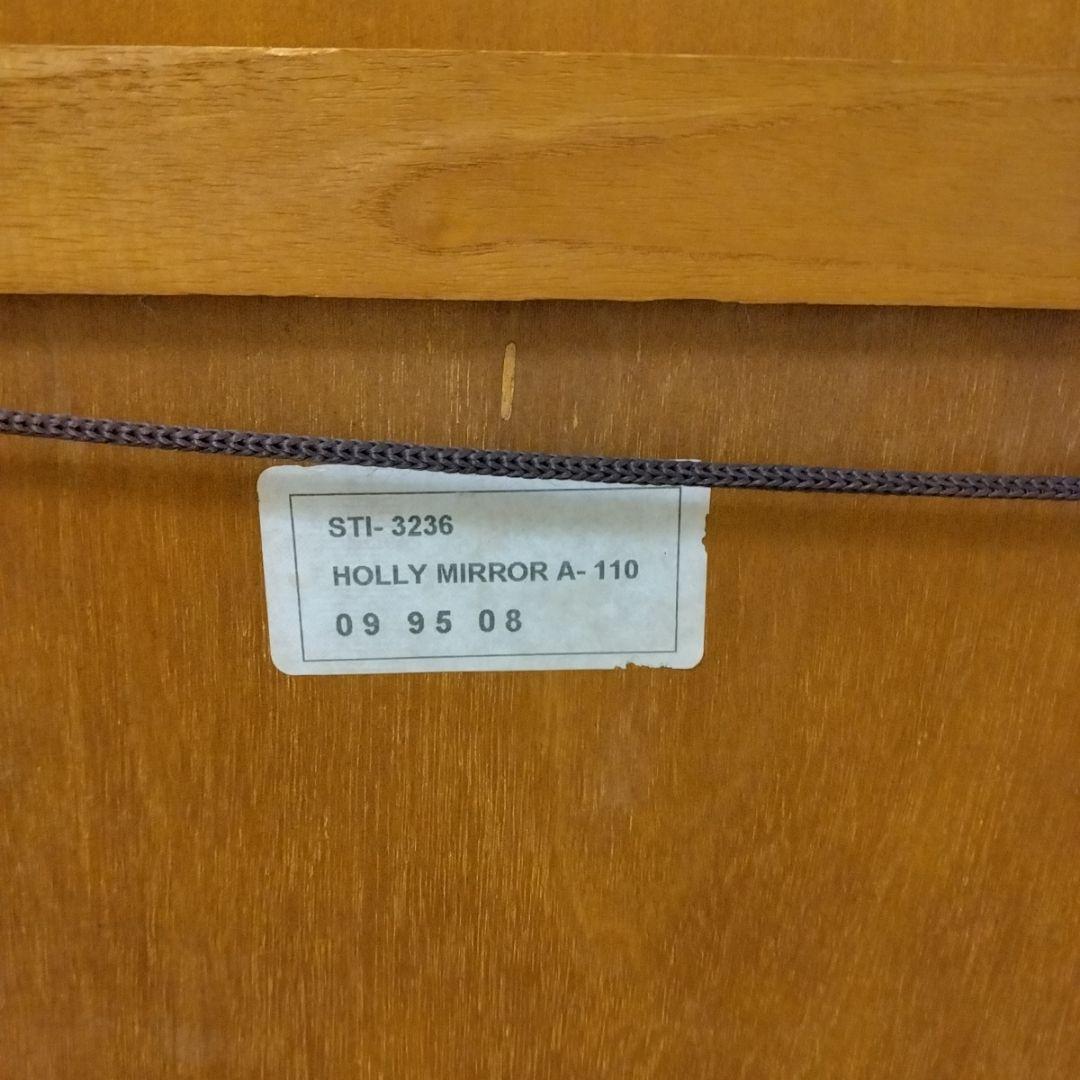 STI- 3236
HOLLY MIRROR A- 110
09 95 08